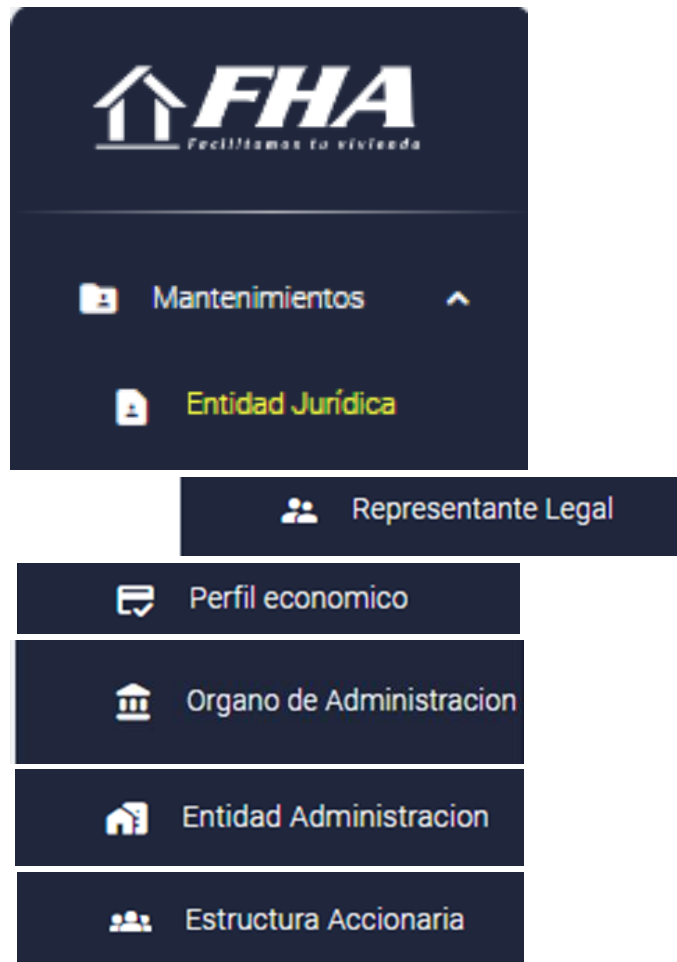 FHA
Facilitamos tu vivienda
Mantenimientos
Entidad Jurídica
Representante Legal
Perfil economico
Organo de Administracion
Entidad Administracion
Estructura Accionaria